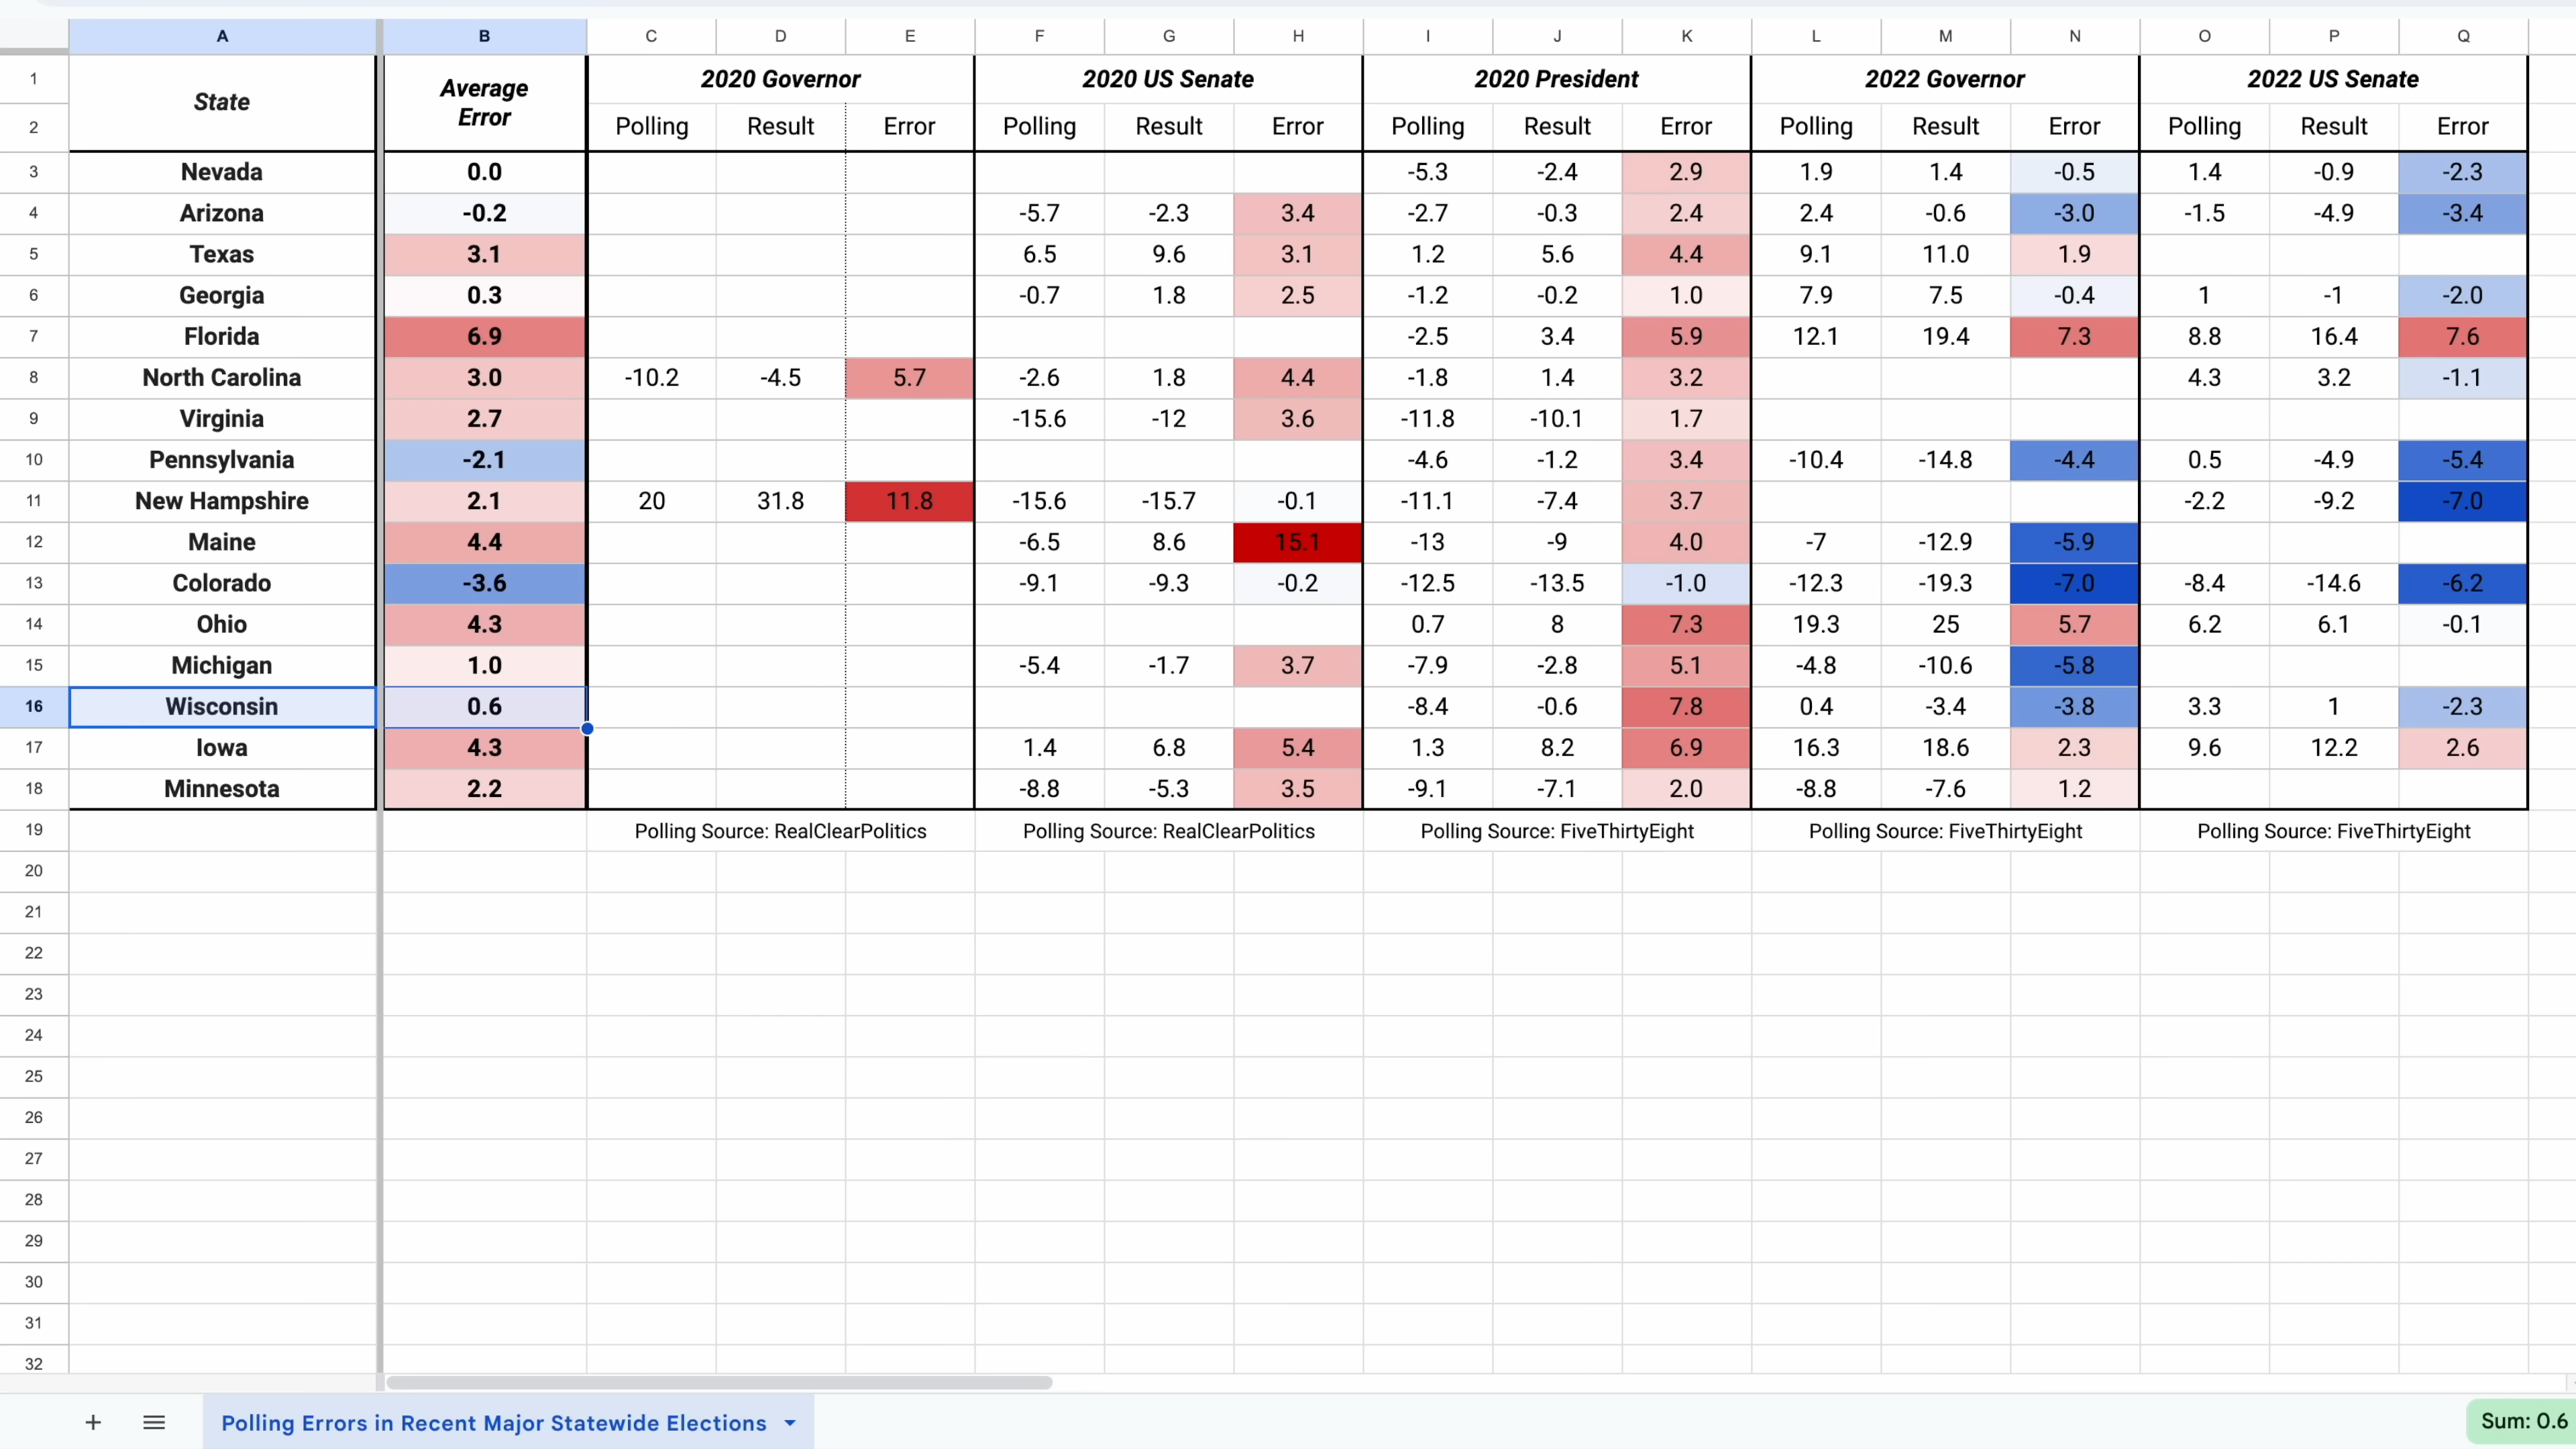 A B C D E F G H I J K L M N O P Q
1 State Average Error 2020 Governor 2020 US Senate 2020 President 2022 Governor 2022 US Senate
2 Polling Result Error Polling Result Error Polling Result Error Polling Result Error Polling Result Error
3 Nevada 0.0 -5.3 -2.4 2.9 1.9 1.4 -0.5 1.4 -0.9 -2.3
4 Arizona -0.2 -5.7 -2.3 3.4 -2.7 -0.3 2.4 2.4 -0.6 -3.0 -1.5 -4.9 -3.4
5 Texas 3.1 6.5 9.6 3.1 1.2 5.6 4.4 9.1 11.0 1.9
6 Georgia 0.3 -0.7 1.8 2.5 -1.2 -0.2 1.0 7.9 7.5 -0.4 1 -1 -2.0
7 Florida 6.9 -2.5 3.4 5.9 12.1 19.4 7.3 8.8 16.4 7.6
8 North Carolina 3.0 -10.2 -4.5 5.7 -2.6 1.8 4.4 -1.8 1.4 3.2 4.3 3.2 -1.1
9 Virginia 2.7 -15.6 -12 3.6 -11.8 -10.1 1.7
10 Pennsylvania -2.1 -4.6 -1.2 3.4 -10.4 -14.8 -4.4 0.5 -4.9 -5.4
11 New Hampshire 2.1 20 31.8 11.8 -15.6 -15.7 -0.1 -11.1 -7.4 3.7 -2.2 -9.2 -7.0
12 Maine 4.4 -6.5 8.6 15.1 -13 -9 4.0 -7 -12.9 -5.9
13 Colorado -3.6 -9.1 -9.3 -0.2 -12.5 -13.5 -1.0 -12.3 -19.3 -7.0 -8.4 -14.6 -6.2
14 Ohio 4.3 0.7 8 7.3 19.3 25 5.7 6.2 6.1 -0.1
15 Michigan 1.0 -5.4 -1.7 3.7 -7.9 -2.8 5.1 -4.8 -10.6 -5.8
16 Wisconsin 0.6 -8.4 -0.6 7.8 0.4 -3.4 -3.8 3.3 1 -2.3
17 Iowa 4.3 1.4 6.8 5.4 1.3 8.2 6.9 16.3 18.6 2.3 9.6 12.2 2.6
18 Minnesota 2.2 -8.8 -5.3 3.5 -9.1 -7.1 2.0 -8.8 -7.6 1.2
19 Polling Source: RealClearPolitics Polling Source: RealClearPolitics Polling Source: FiveThirtyEight Polling Source: FiveThirtyEight Polling Source: FiveThirtyEight
20
21
22
23
24
25
26
27
28
29
30
31
32
Polling Errors in Recent Major Statewide Elections Sum: 0.6